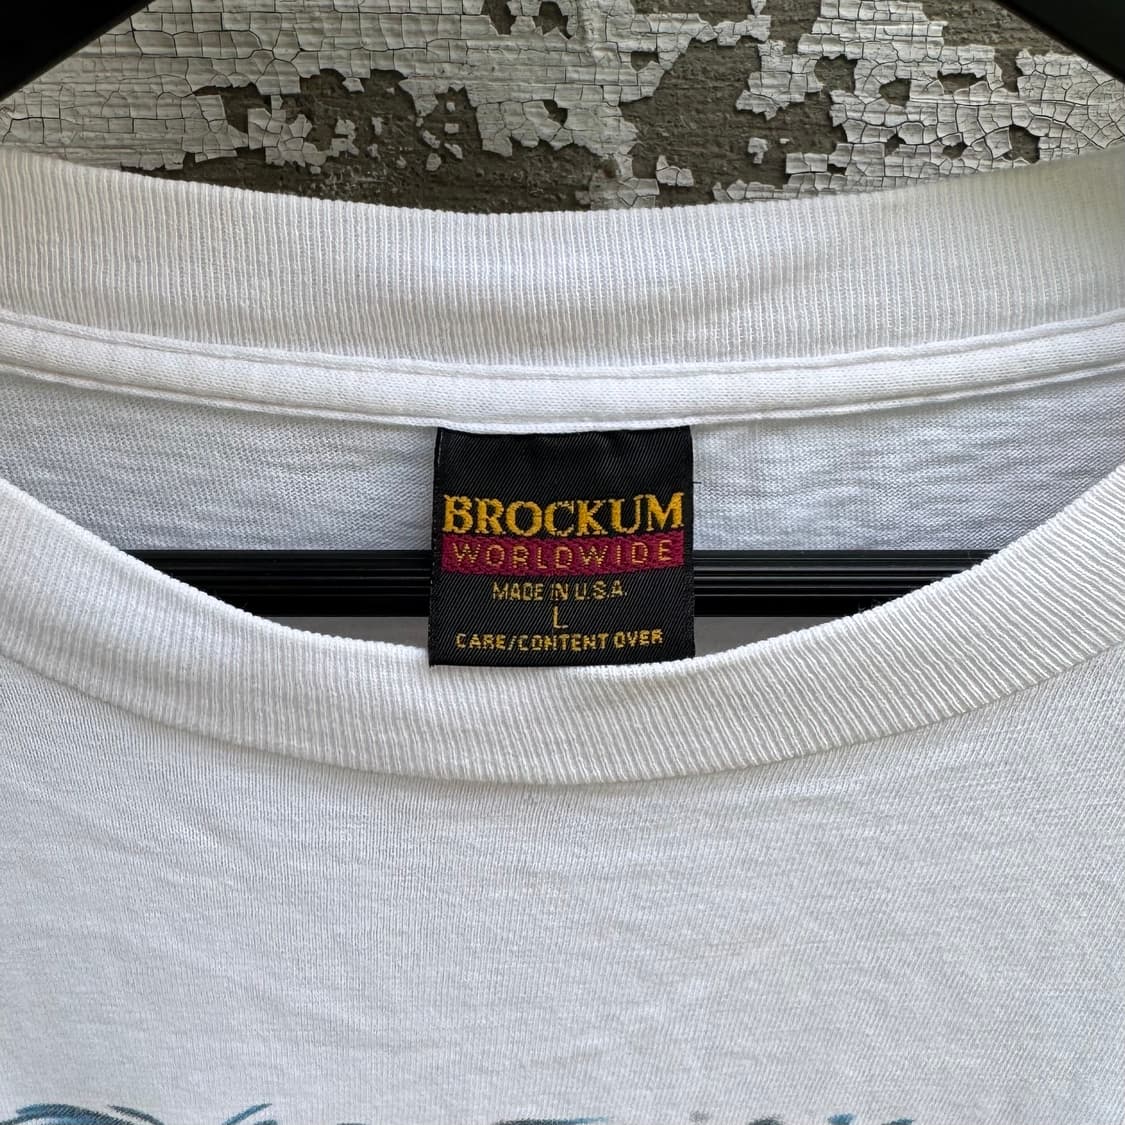 BROCKUM
WORLDWIDE
MADE IN U.S.A.
L
CARE/CONTENT OVER